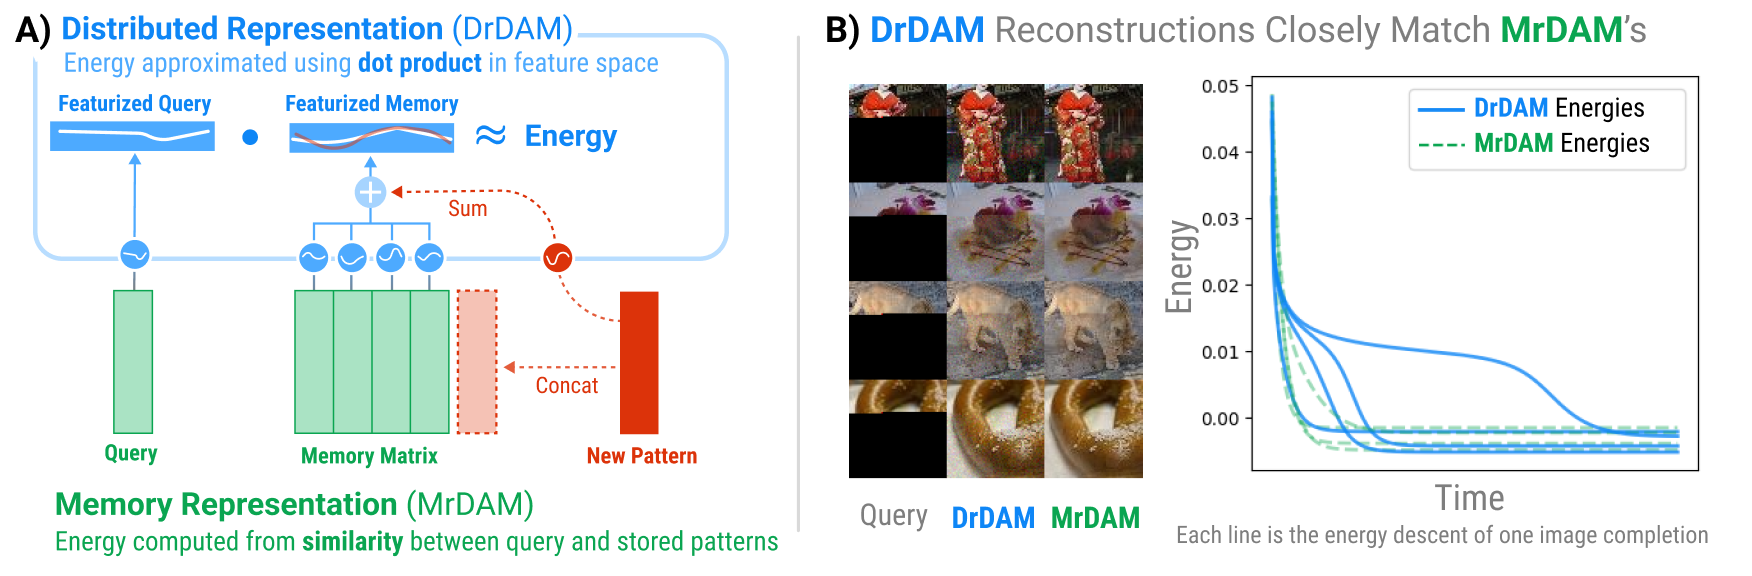 A) Distributed Representation (DrDAM)
Energy approximated using dot product in feature space
Featurized Query
Featurized Memory
≈ Energy
Sum
Concat
Query
Memory Matrix
New Pattern
Memory Representation (MrDAM)
Energy computed from similarity between query and stored patterns
B) DrDAM Reconstructions Closely Match MrDAM's
Query
DrDAM
MrDAM
Energy
0.05
0.04
0.03
0.02
0.01
0.00
DrDAM Energies
MrDAM Energies
Time
Each line is the energy descent of one image completion